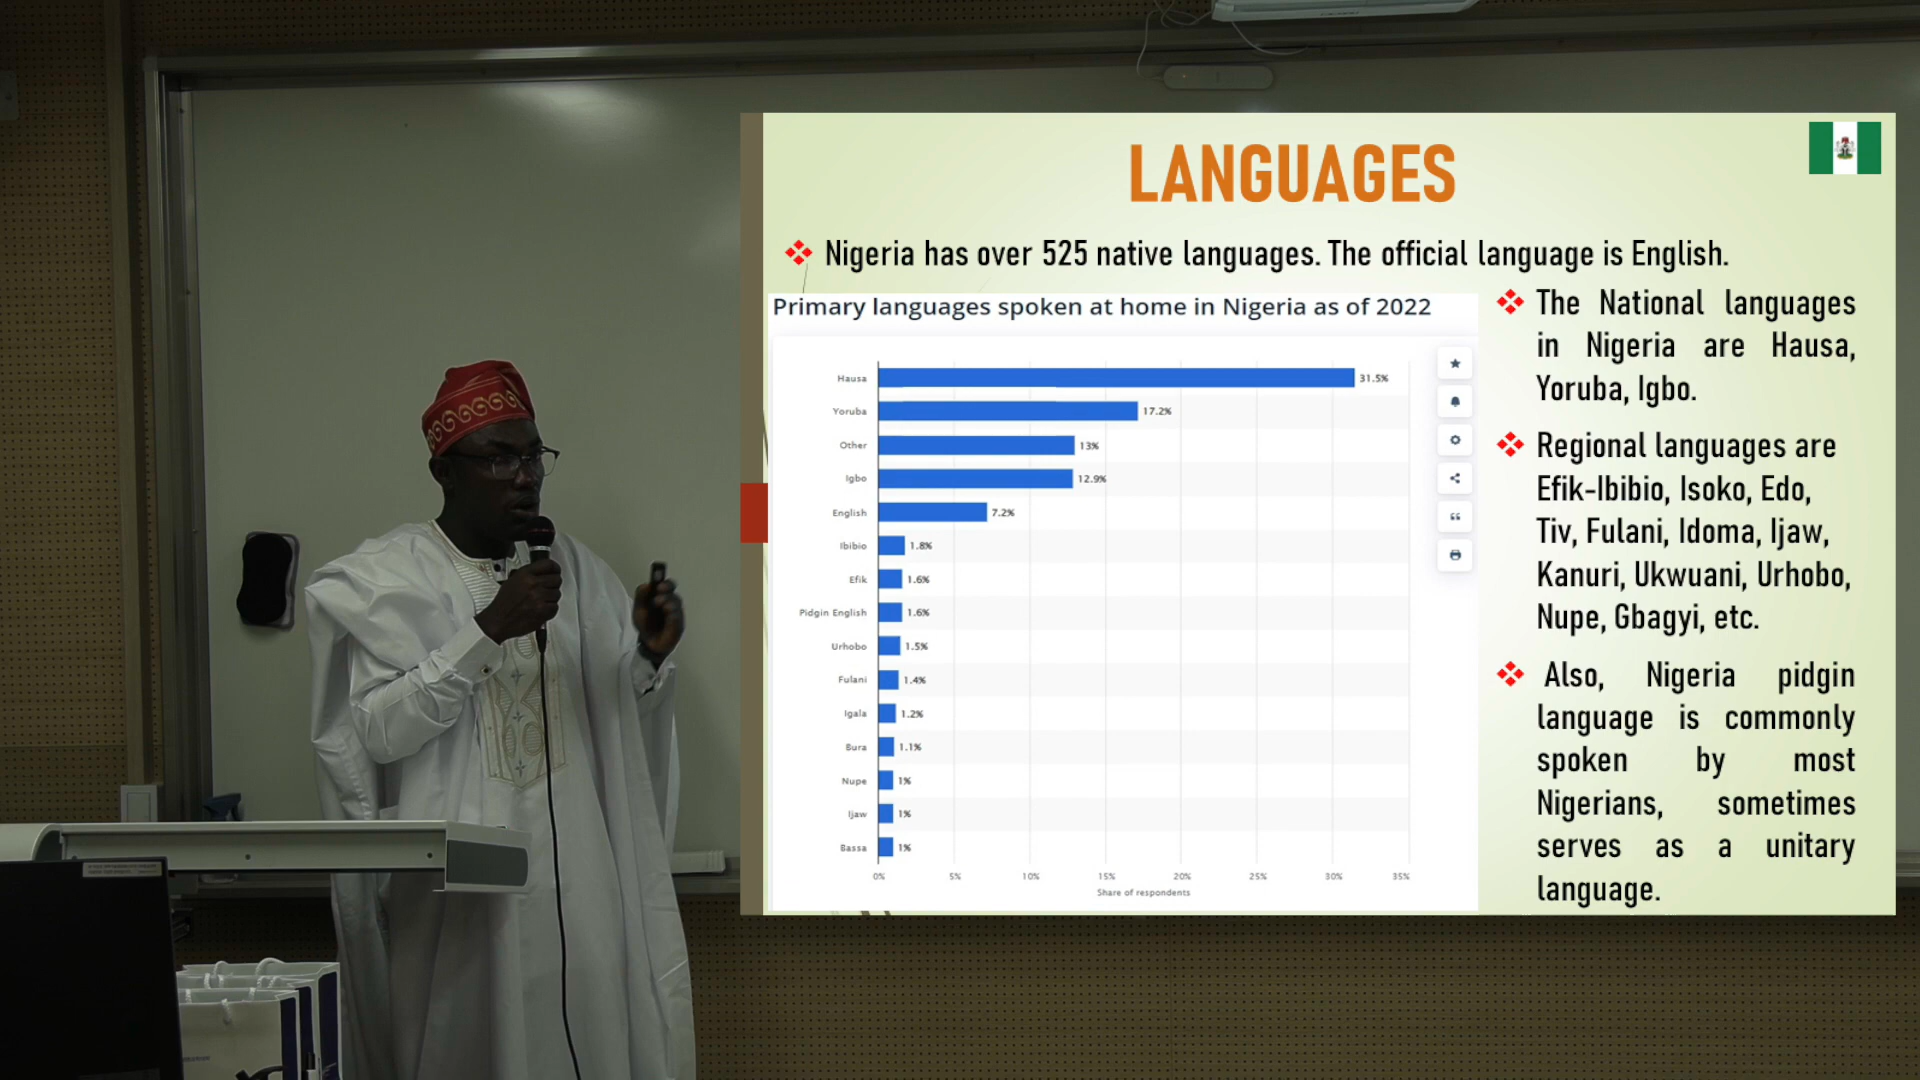 LANGUAGES
Nigeria has over 525 native languages. The official language is English.
Primary languages spoken at home in Nigeria as of 2022
Hausa 31.5%
Yoruba 17.2%
Other 13%
Igbo 12.9%
English 7.2%
Ibibio 1.8%
Efik 1.6%
Pidgin English 1.6%
Urhobo 1.5%
Fulani 1.4%
Igala 1.2%
Bura 1.1%
Nupe 1%
Ijaw 1%
Bassa 1%
0% 5% 10% 15% 20% 25% 30% 35%
Share of respondents
The National languages
in Nigeria are Hausa,
Yoruba, Igbo.
Regional languages are
Efik-Ibibio, Isoko, Edo,
Tiv, Fulani, Idoma, Ijaw,
Kanuri, Ukwuani, Urhobo,
Nupe, Gbagyi, etc.
Also, Nigeria pidgin
language is commonly
spoken by most
Nigerians, sometimes
serves as a unitary
language.